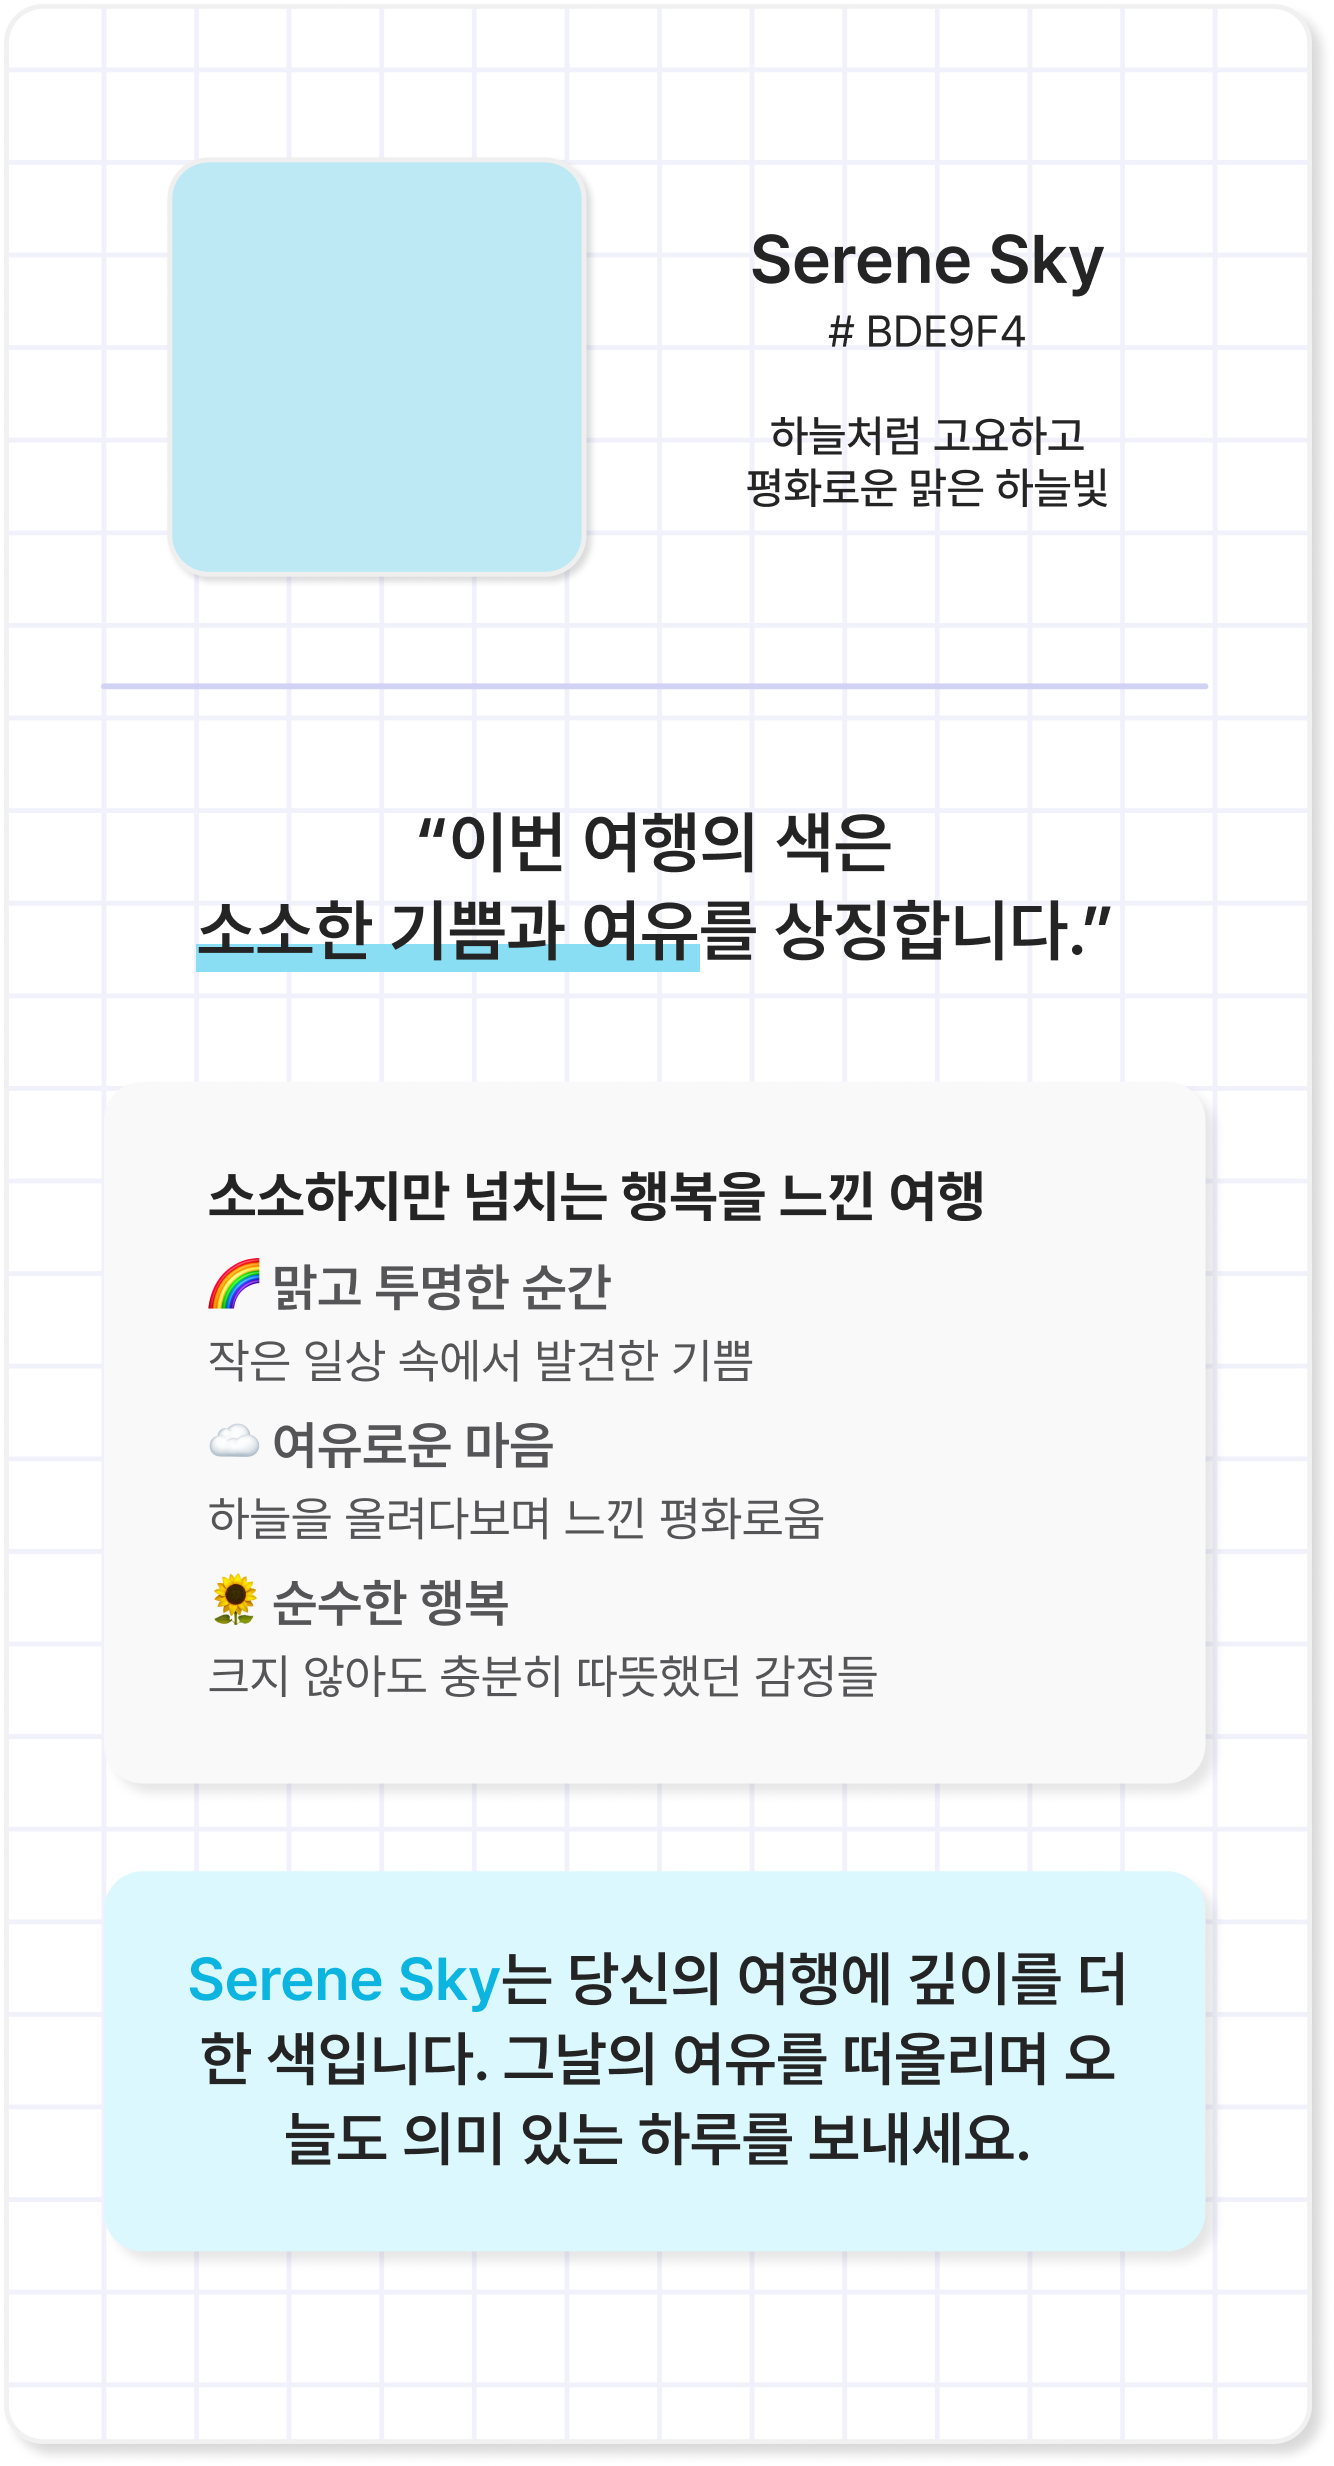 Serene Sky
# BDE9F4
하늘처럼 고요하고
평화로운 맑은 하늘빛
“이번 여행의 색은
소소한 기쁨과 여유를 상징합니다.”
소소하지만 넘치는 행복을 느낀 여행
🌈 맑고 투명한 순간
작은 일상 속에서 발견한 기쁨
☁️ 여유로운 마음
하늘을 올려다보며 느낀 평화로움
🌻 순수한 행복
크지 않아도 충분히 따뜻했던 감정들
Serene Sky는 당신의 여행에 깊이를 더
한 색입니다. 그날의 여유를 떠올리며 오
늘도 의미 있는 하루를 보내세요.